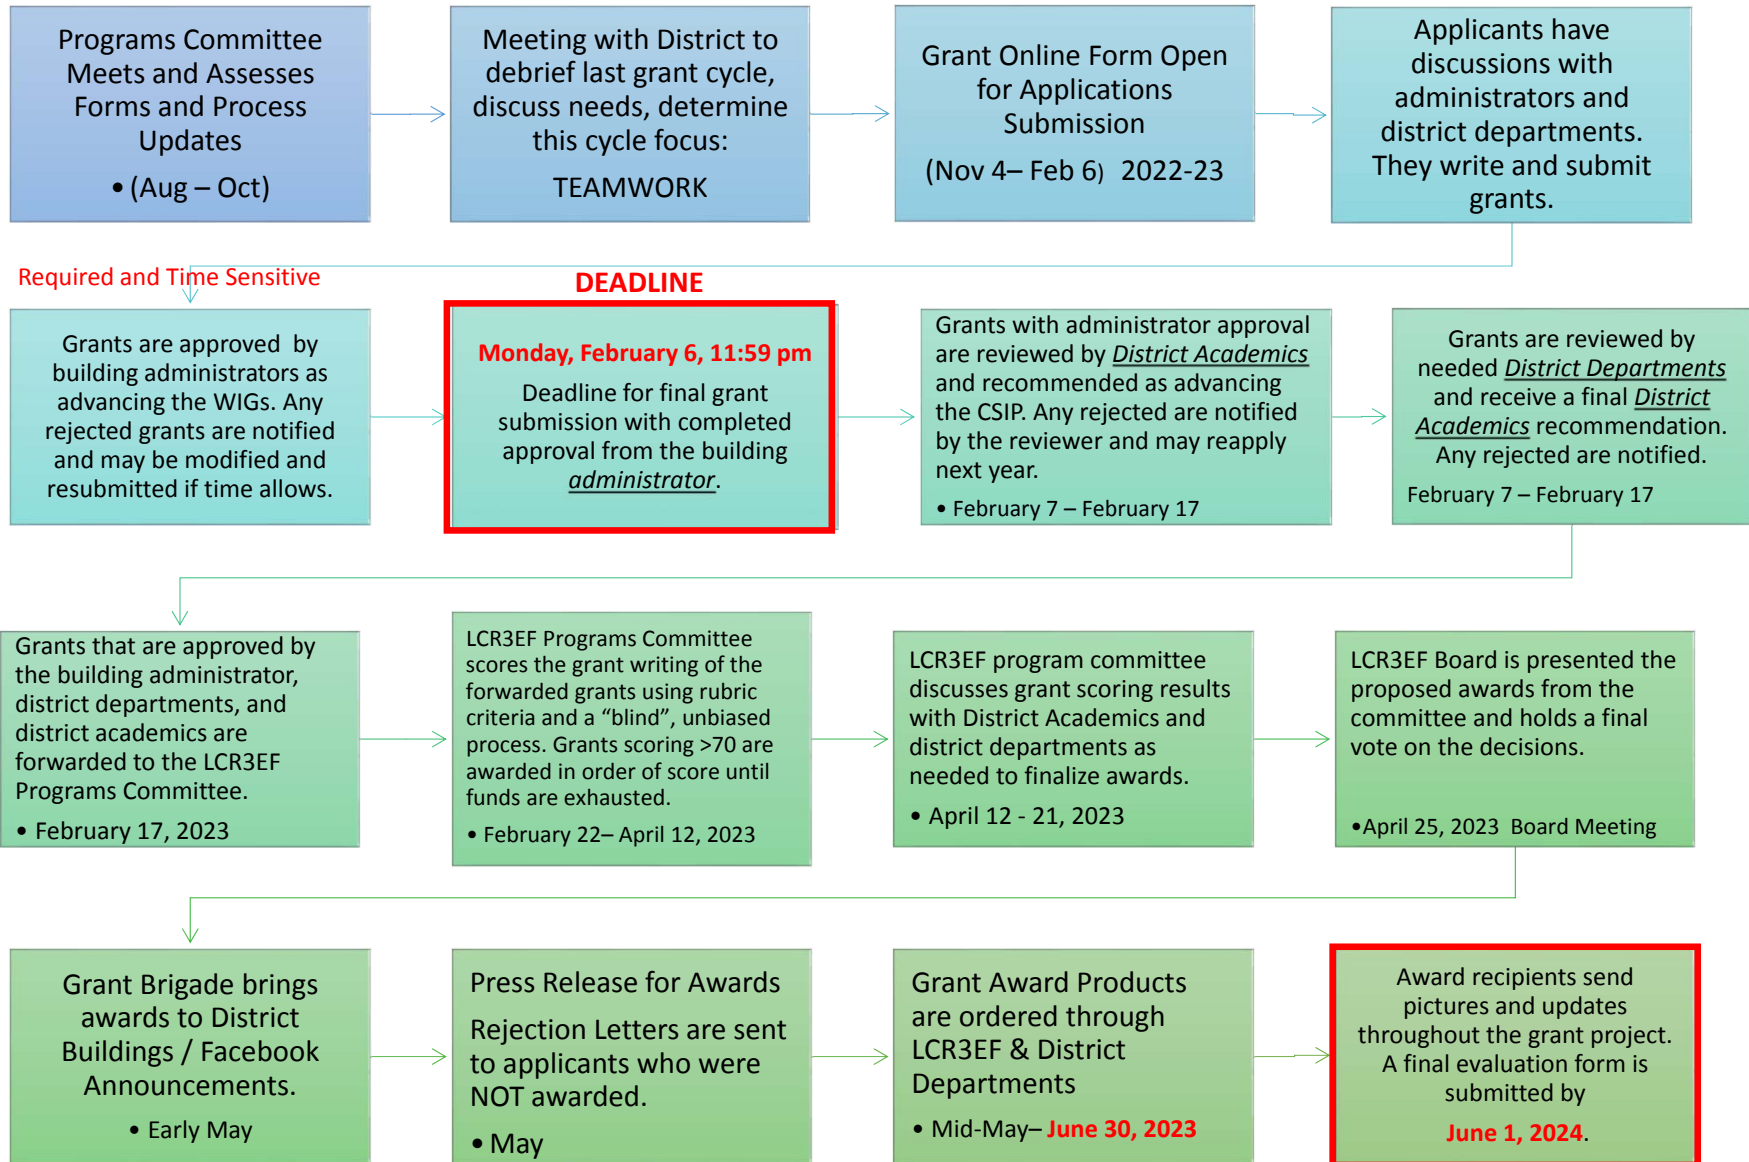 Programs Committee
Meets and Assesses
Forms and Process
Updates
• (Aug – Oct)
Meeting with District to
debrief last grant cycle,
discuss needs, determine
this cycle focus:
TEAMWORK
Grant Online Form Open
for Applications
Submission
(Nov 4– Feb 6) 2022-23
Applicants have
discussions with
administrators and
district departments.
They write and submit
grants.
Required and Time Sensitive
Grants are approved by
building administrators as
advancing the WIGs. Any
rejected grants are notified
and may be modified and
resubmitted if time allows.
DEADLINE
Monday, February 6, 11:59 pm
Deadline for final grant
submission with completed
approval from the building
administrator.
Grants with administrator approval
are reviewed by District Academics
and recommended as advancing
the CSIP. Any rejected are notified
by the reviewer and may reapply
next year.
• February 7 – February 17
Grants are reviewed by
needed District Departments
and receive a final District
Academics recommendation.
Any rejected are notified.
February 7 – February 17
Grants that are approved by
the building administrator,
district departments, and
district academics are
forwarded to the LCR3EF
Programs Committee.
• February 17, 2023
LCR3EF Programs Committee
scores the grant writing of the
forwarded grants using rubric
criteria and a “blind”, unbiased
process. Grants scoring >70 are
awarded in order of score until
funds are exhausted.
• February 22– April 12, 2023
LCR3EF program committee
discusses grant scoring results
with District Academics and
district departments as
needed to finalize awards.
• April 12 - 21, 2023
LCR3EF Board is presented the
proposed awards from the
committee and holds a final
vote on the decisions.
•April 25, 2023 Board Meeting
Grant Brigade brings
awards to District
Buildings / Facebook
Announcements.
• Early May
Press Release for Awards
Rejection Letters are sent
to applicants who were
NOT awarded.
• May
Grant Award Products
are ordered through
LCR3EF & District
Departments
• Mid-May– June 30, 2023
Award recipients send
pictures and updates
throughout the grant project.
A final evaluation form is
submitted by
June 1, 2024.